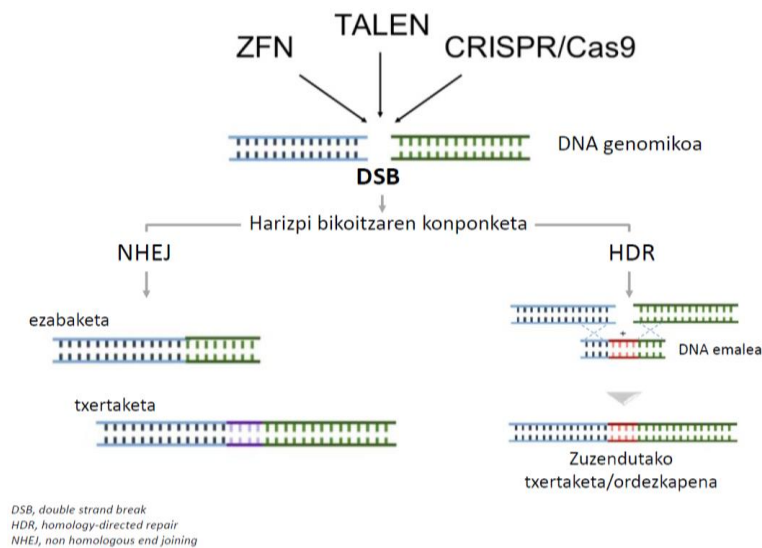 ZFN
TALEN
CRISPR/Cas9
DNA genomikoa
DSB
Harizpi bikoitzaren konponketa
NHEJ
HDR
ezabaketa
+
DNA emalea
txertaketa
Zuzendutako
txertaketa/ordezkapena
DSB, double strand break
HDR, homology-directed repair
NHEJ, non homologous end joining